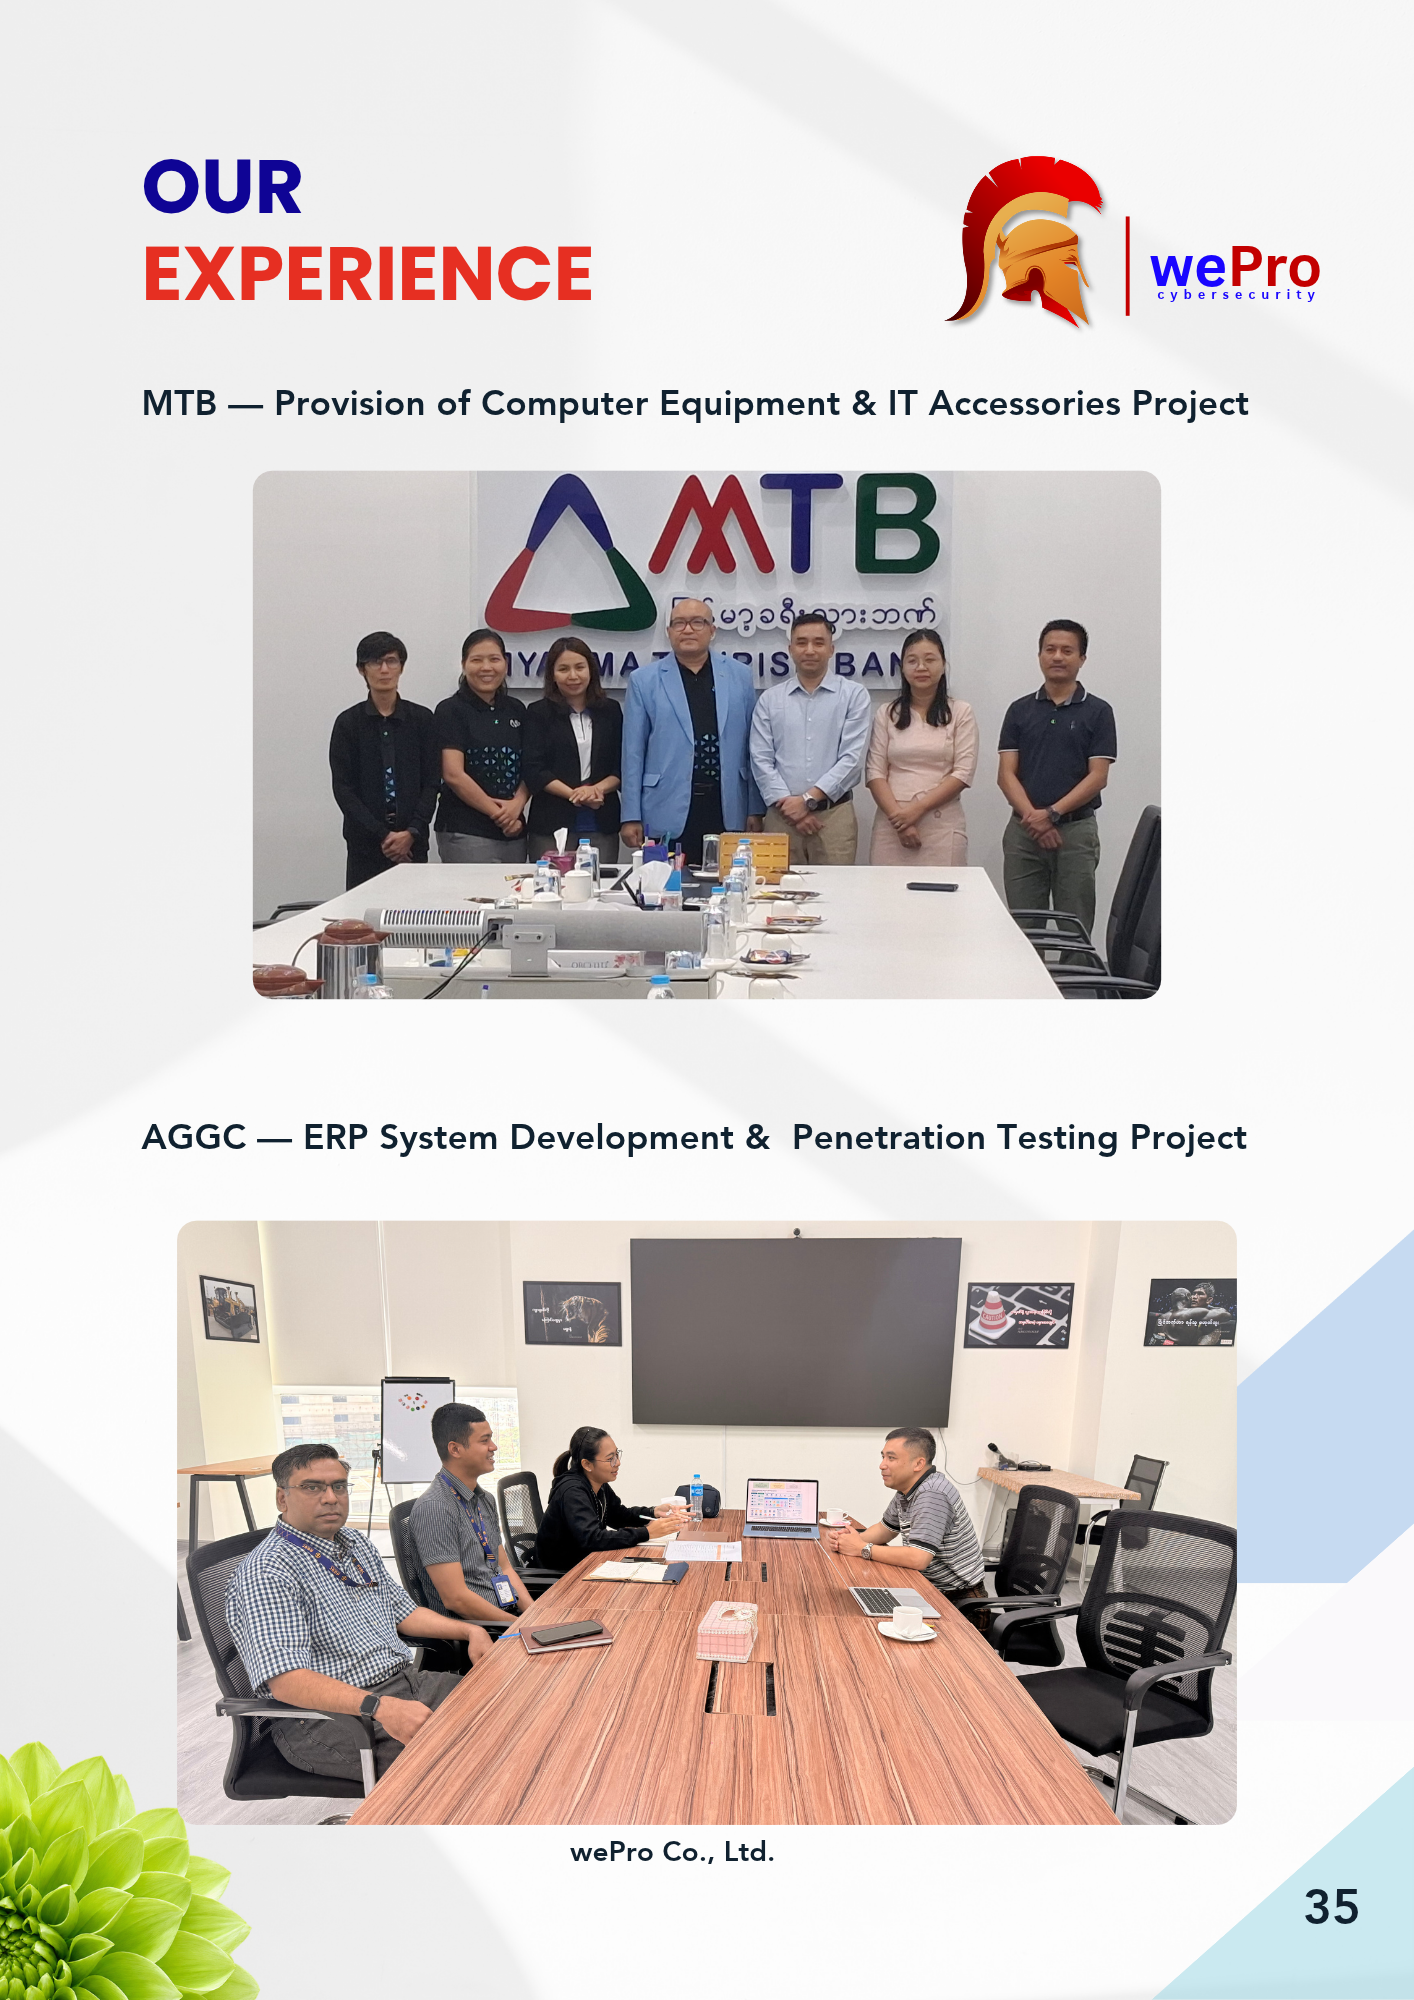 OUR
EXPERIENCE
wePro
cybersecurity
MTB — Provision of Computer Equipment & IT Accessories Project
MTB
AGGC — ERP System Development & Penetration Testing Project
wePro Co., Ltd.
35